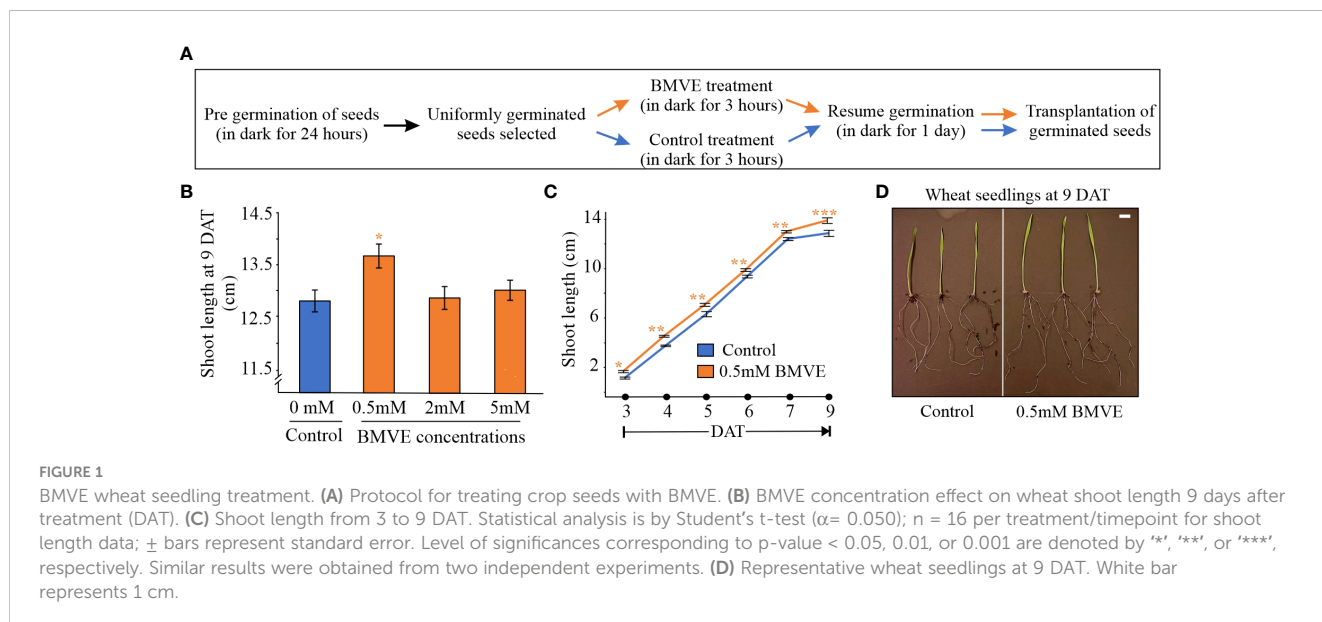 A
Pre germination of seeds
(in dark for 24 hours)
Uniformly germinated
seeds selected
BMVE treatment
(in dark for 3 hours)
Control treatment
(in dark for 3 hours)
Resume germination
(in dark for 1 day)
Transplantation of
germinated seeds
B
Shoot length at 9 DAT
(cm)
14.5
13.5
12.5
11.5
*
0 mM
0.5mM
2mM
5mM
Control
BMVE concentrations
C
Shoot length (cm)
14
10
6
2
*
**
**
**
**
***
Control
0.5mM BMVE
3
4
5
6
7
9
DAT
D
Wheat seedlings at 9 DAT
Control
0.5mM BMVE
FIGURE 1
BMVE wheat seedling treatment. (A) Protocol for treating crop seeds with BMVE. (B) BMVE concentration effect on wheat shoot length 9 days after
treatment (DAT). (C) Shoot length from 3 to 9 DAT. Statistical analysis is by Student's t-test (α= 0.050); n = 16 per treatment/timepoint for shoot
length data; ± bars represent standard error. Level of significances corresponding to p-value < 0.05, 0.01, or 0.001 are denoted by '*', '**', or '***',
respectively. Similar results were obtained from two independent experiments. (D) Representative wheat seedlings at 9 DAT. White bar
represents 1 cm.